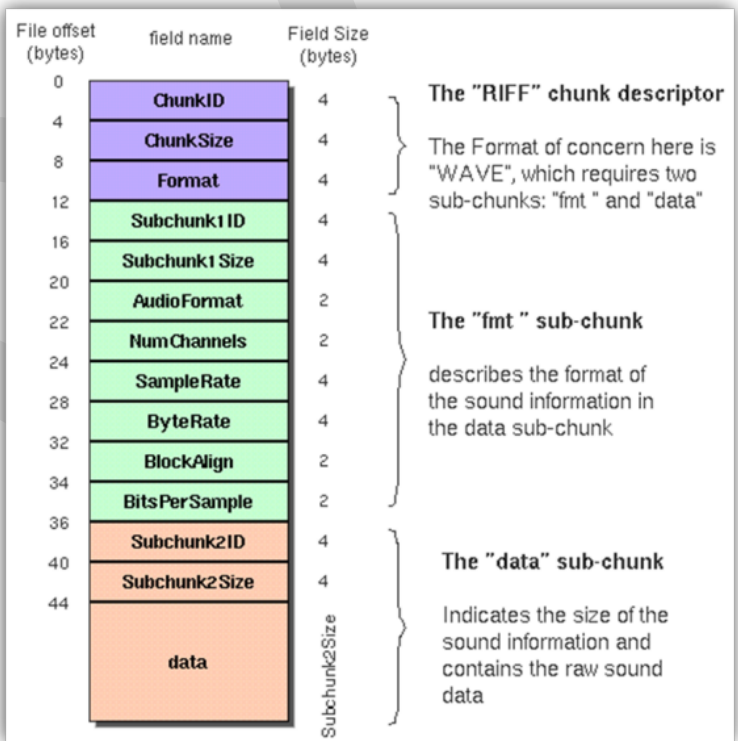 File offset
(bytes)
field name
Field Size
(bytes)
0
ChunkID
4
4
ChunkSize
4
8
Format
4
12
Subchunk1ID
4
16
Subchunk1Size
4
20
AudioFormat
2
22
NumChannels
2
24
SampleRate
4
28
ByteRate
4
32
BlockAlign
2
34
BitsPerSample
2
36
Subchunk2ID
4
40
Subchunk2Size
4
44
data
Subchunk2Size
The "RIFF" chunk descriptor
The Format of concern here is
"WAVE", which requires two
sub-chunks: "fmt " and "data"
The "fmt " sub-chunk
describes the format of
the sound information in
the data sub-chunk
The "data" sub-chunk
Indicates the size of the
sound information and
contains the raw sound
data